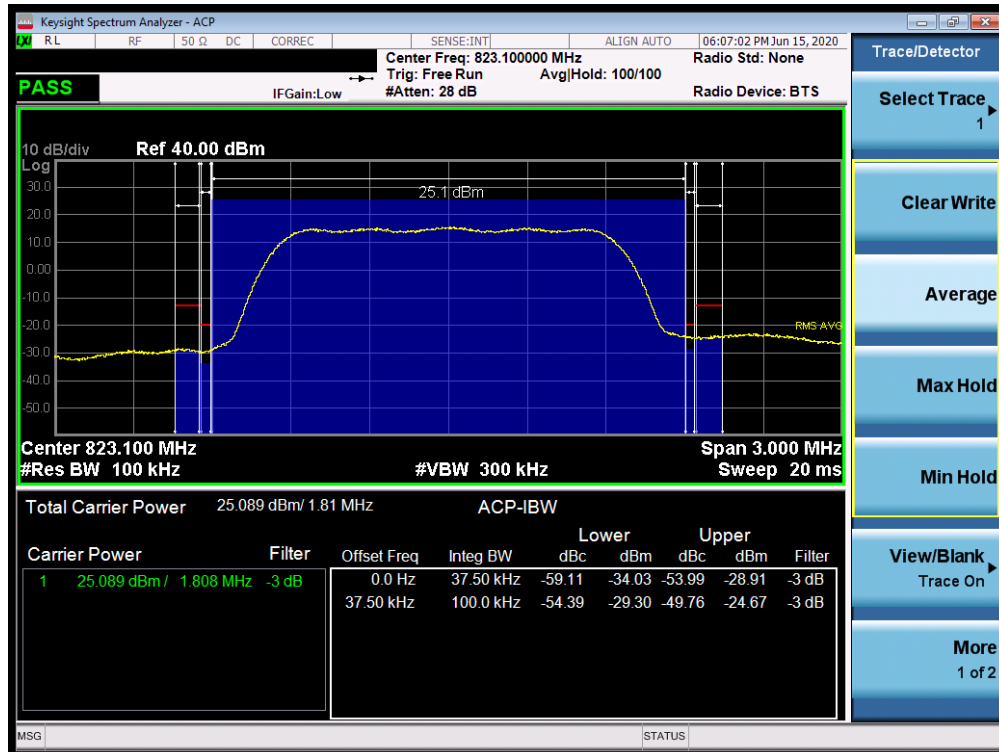 Keysight Spectrum Analyzer - ACP
LXI RL RF 50 Ω DC CORREC SENSE:INT ALIGN AUTO 06:07:02 PM Jun 15, 2020
Center Freq: 823.100000 MHz Radio Std: None
Trig: Free Run Avg|Hold: 100/100
PASS IFGain:Low #Atten: 28 dB Radio Device: BTS
10 dB/div Ref 40.00 dBm
Log
30.0
25.1 dBm
20.0
10.0
0.00
-10.0
-20.0
RMS AVG
-30.0
-40.0
-50.0
Center 823.100 MHz Span 3.000 MHz
#Res BW 100 kHz #VBW 300 kHz Sweep 20 ms
Total Carrier Power 25.089 dBm/ 1.81 MHz ACP-IBW
Lower Upper
Carrier Power Filter Offset Freq Integ BW dBc dBm dBc dBm Filter
1 25.089 dBm / 1.808 MHz -3 dB 0.0 Hz 37.50 kHz -59.11 -34.03 -53.99 -28.91 -3 dB
37.50 kHz 100.0 kHz -54.39 -29.30 -49.76 -24.67 -3 dB
MSG STATUS
Trace/Detector
Select Trace
1
Clear Write
Average
Max Hold
Min Hold
View/Blank
Trace On
More
1 of 2